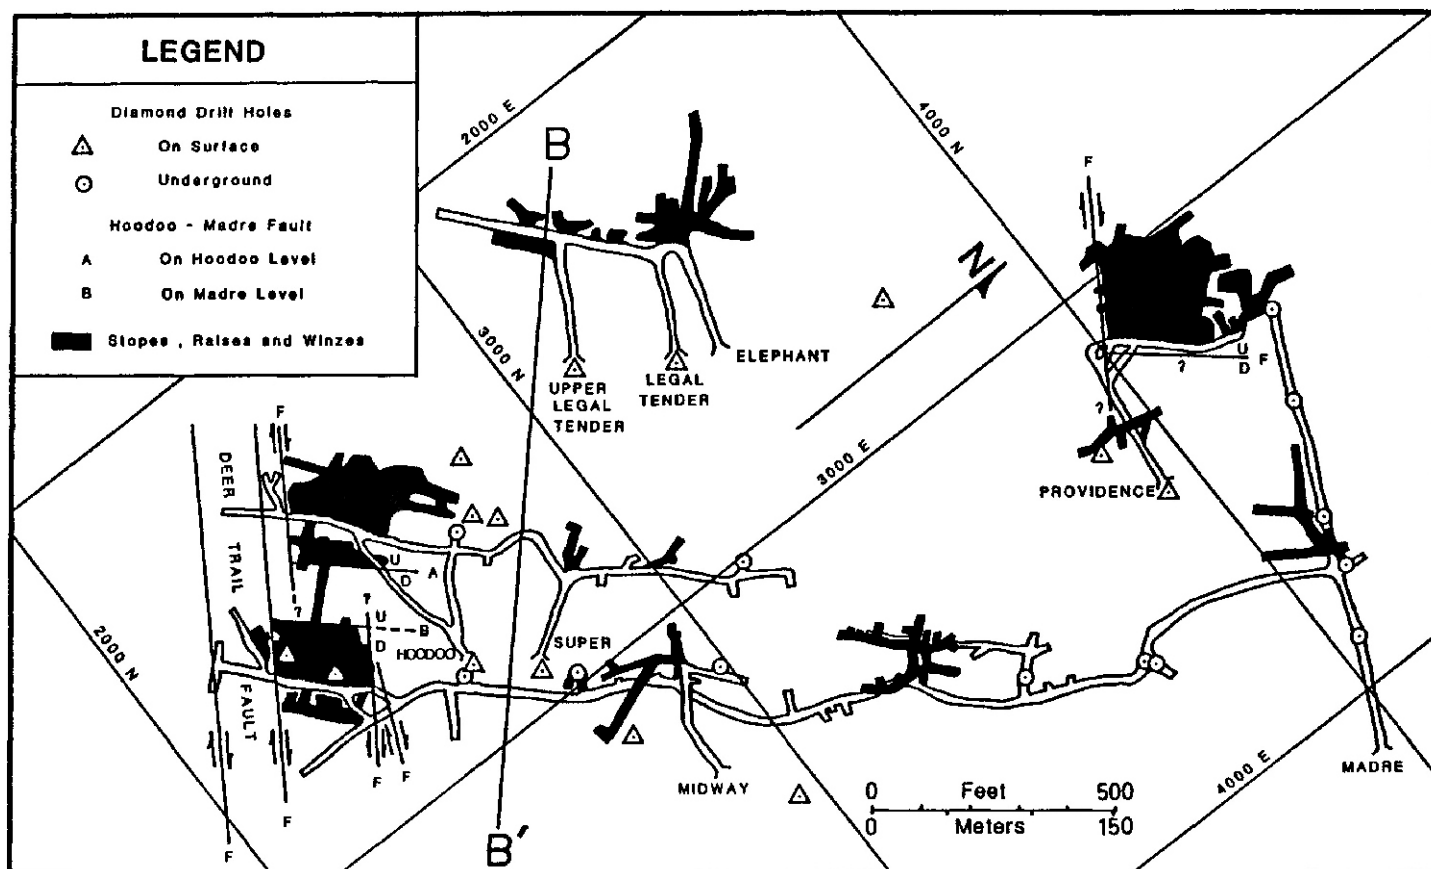 LEGEND
Diamond Drill Holes
On Surface
Underground
Hoodoo - Madre Fault
A On Hoodoo Level
B On Madre Level
Stopes , Raises and Winzes
2000 E
B
4000 N
F
N
3000 N
ELEPHANT
UPPER
LEGAL
TENDER
LEGAL
TENDER
U
F
D
?
?
3000 E
PROVIDENCE
F
DEER
TRAIL
FAULT
U
D
A
?
?
U
B
D
HOODOO
SUPER
2000 N
F
F
F
F
MIDWAY
B'
0 Feet 500
0 Meters 150
4000 E
MADRE